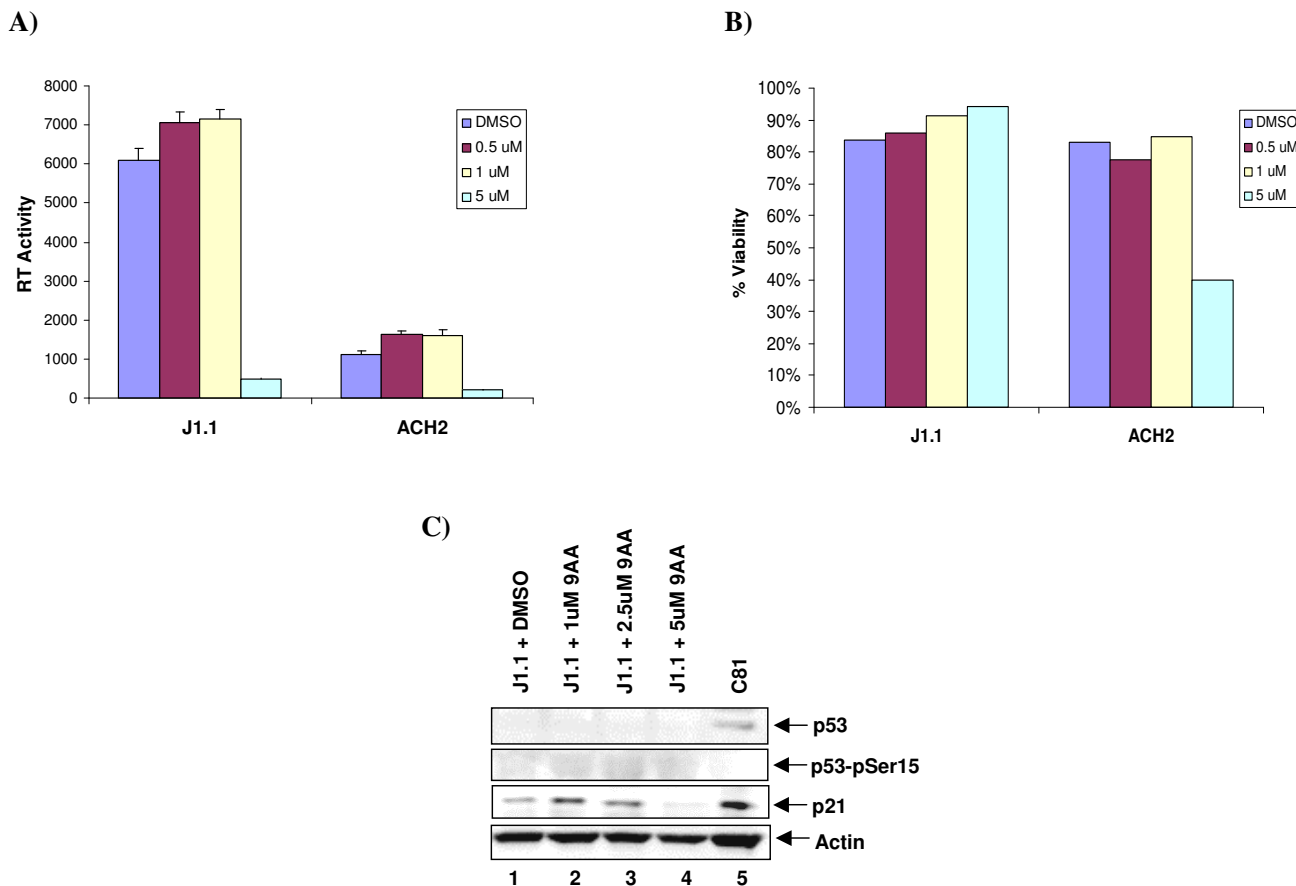 A)
8000
7000
6000
5000
4000
3000
2000
1000
0
RT Activity
J1.1
ACH2
DMSO
0.5 uM
1 uM
5 uM
B)
100%
90%
80%
70%
60%
50%
40%
30%
20%
10%
0%
% Viability
J1.1
ACH2
DMSO
0.5 uM
1 uM
5 uM
C)
J1.1 + DMSO
J1.1 + 1uM 9AA
J1.1 + 2.5uM 9AA
J1.1 + 5uM 9AA
C81
p53
p53-pSer15
p21
Actin
1 2 3 4 5